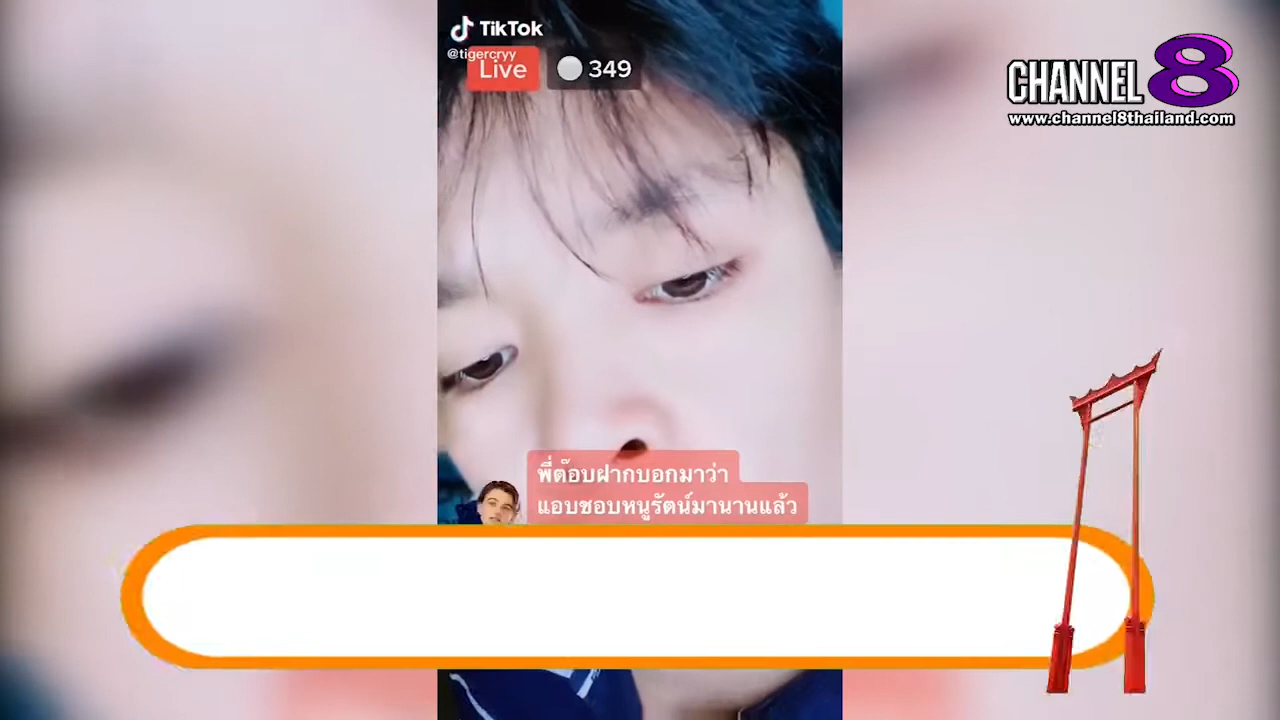 TikTok
@tigercryy
Live
349
CHANNEL 8
www.channel8thailand.com
พี่ต๊อบฝากบอกมาว่า
แอบชอบหนูรัตน์มานานแล้ว